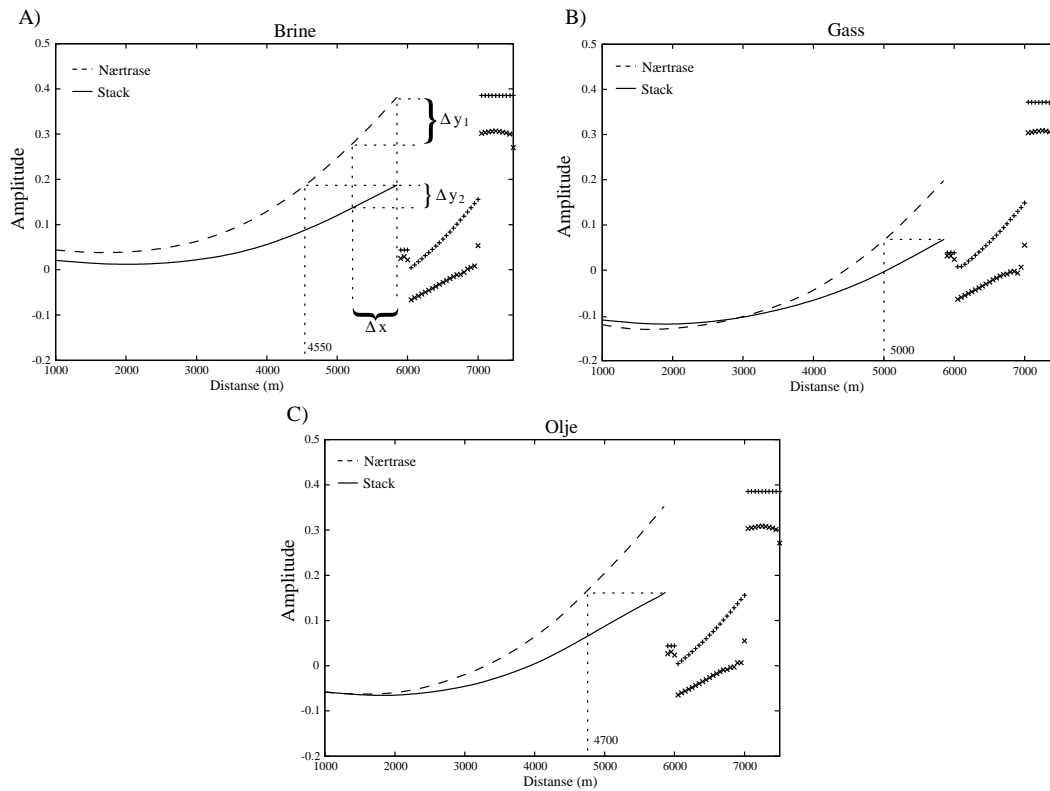 A)
Brine
0.5
0.4
0.3
0.2
0.1
0
-0.1
-0.2
Amplitude
Nærtrase
Stack
Δ y1
Δ y2
Δ x
4550
1000 2000 3000 4000 5000 6000 7000
Distanse (m)
B)
Gass
0.5
0.4
0.3
0.2
0.1
0
-0.1
-0.2
Amplitude
Nærtrase
Stack
5000
1000 2000 3000 4000 5000 6000 7000
Distanse (m)
C)
Olje
0.5
0.4
0.3
0.2
0.1
0
-0.1
-0.2
Amplitude
Nærtrase
Stack
4700
1000 2000 3000 4000 5000 6000 7000
Distanse (m)